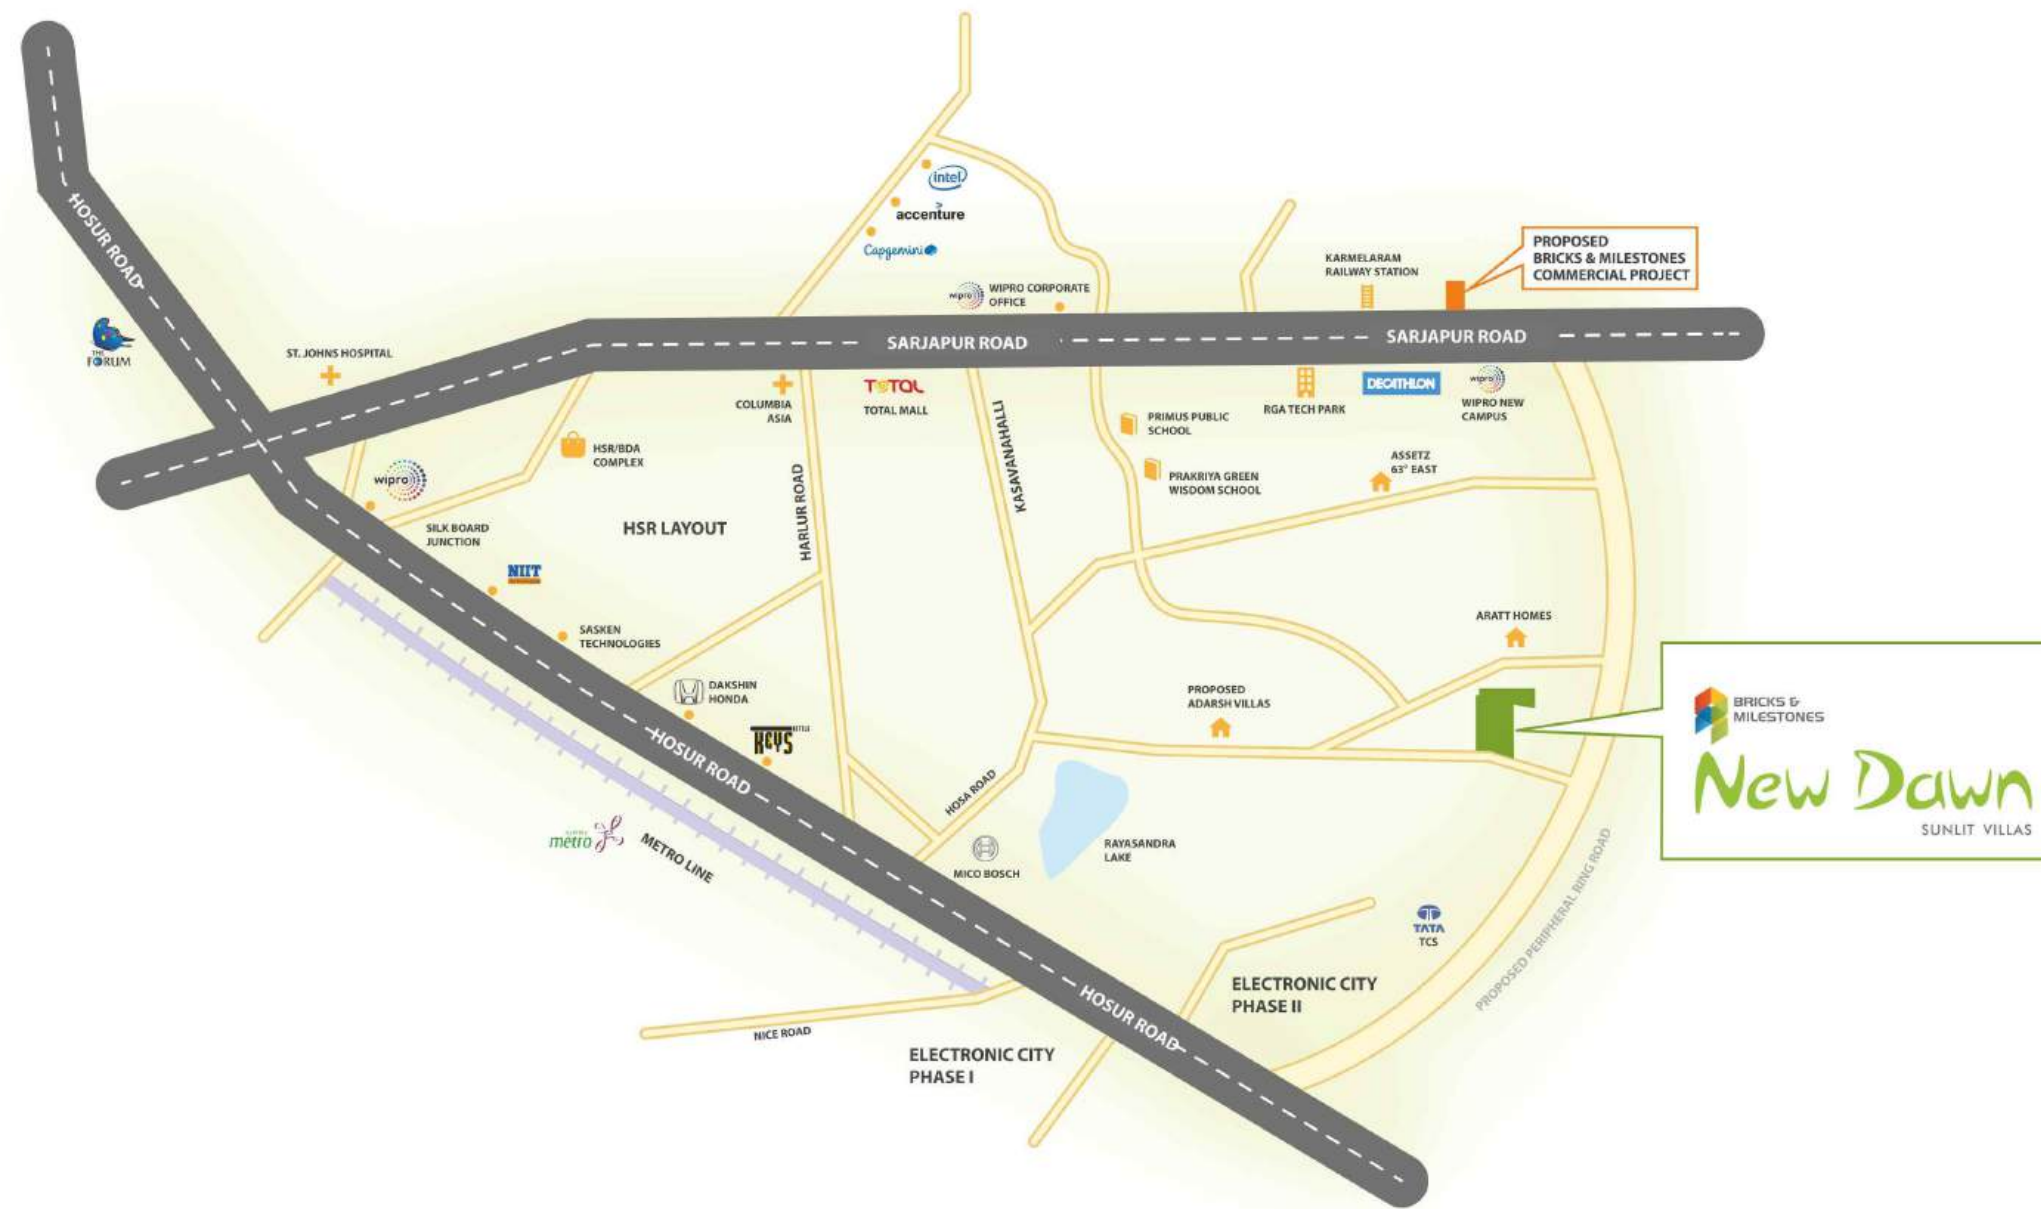 HOSUR ROAD
THE
FORUM
ST. JOHNS HOSPITAL
intel
>
accenture
Capgemini
wipro
WIPRO CORPORATE
OFFICE
KARMELARAM
RAILWAY STATION
PROPOSED
BRICKS & MILESTONES
COMMERCIAL PROJECT
SARJAPUR ROAD
SARJAPUR ROAD
COLUMBIA
ASIA
TOTAL
TOTAL MALL
KASAVANAHALLI
PRIMUS PUBLIC
SCHOOL
PRAKRIYA GREEN
WISDOM SCHOOL
RGA TECH PARK
DECATHLON
wipro
WIPRO NEW
CAMPUS
ASSETZ
63° EAST
wipro
HSR/BDA
COMPLEX
SILK BOARD
JUNCTION
HSR LAYOUT
HARLUR ROAD
NIIT
SASKEN
TECHNOLOGIES
DAKSHIN
HONDA
KEYS
HOSUR ROAD
ARATT HOMES
PROPOSED
ADARSH VILLAS
BRICKS &
MILESTONES
New Dawn
SUNLIT VILLAS
HOSA ROAD
MICO BOSCH
RAYASANDRA
LAKE
metro
METRO LINE
TATA
TCS
PROPOSED PERIPHERAL RING ROAD
ELECTRONIC CITY
PHASE II
HOSUR ROAD
NICE ROAD
ELECTRONIC CITY
PHASE I